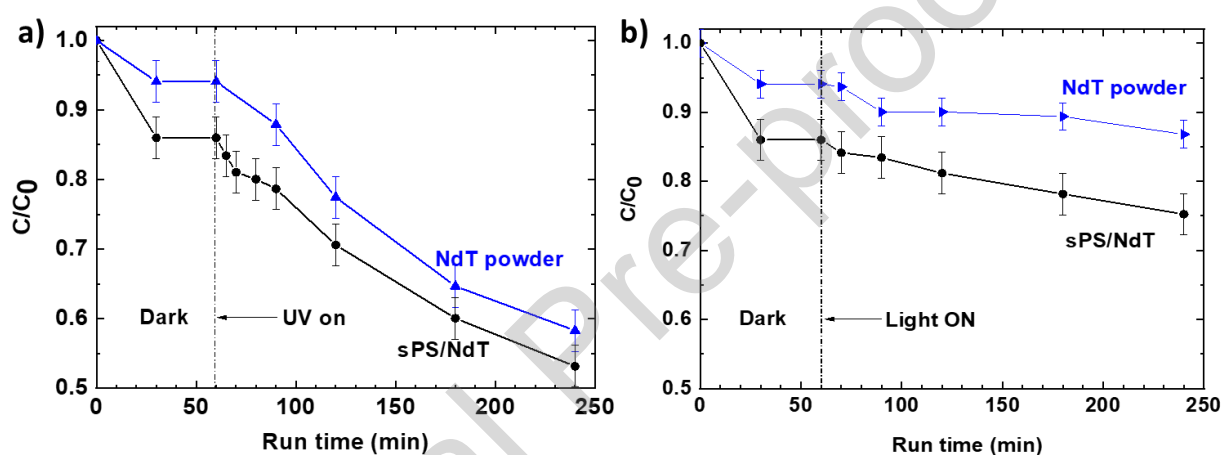 a)
C/C0
1.0
0.9
0.8
0.7
0.6
0.5
NdT powder
sPS/NdT
Dark
UV on
0 50 100 150 200 250
Run time (min)
b)
C/C0
1.0
0.9
0.8
0.7
0.6
0.5
NdT powder
sPS/NdT
Dark
Light ON
0 50 100 150 200 250
Run time (min)
al Pre-proo